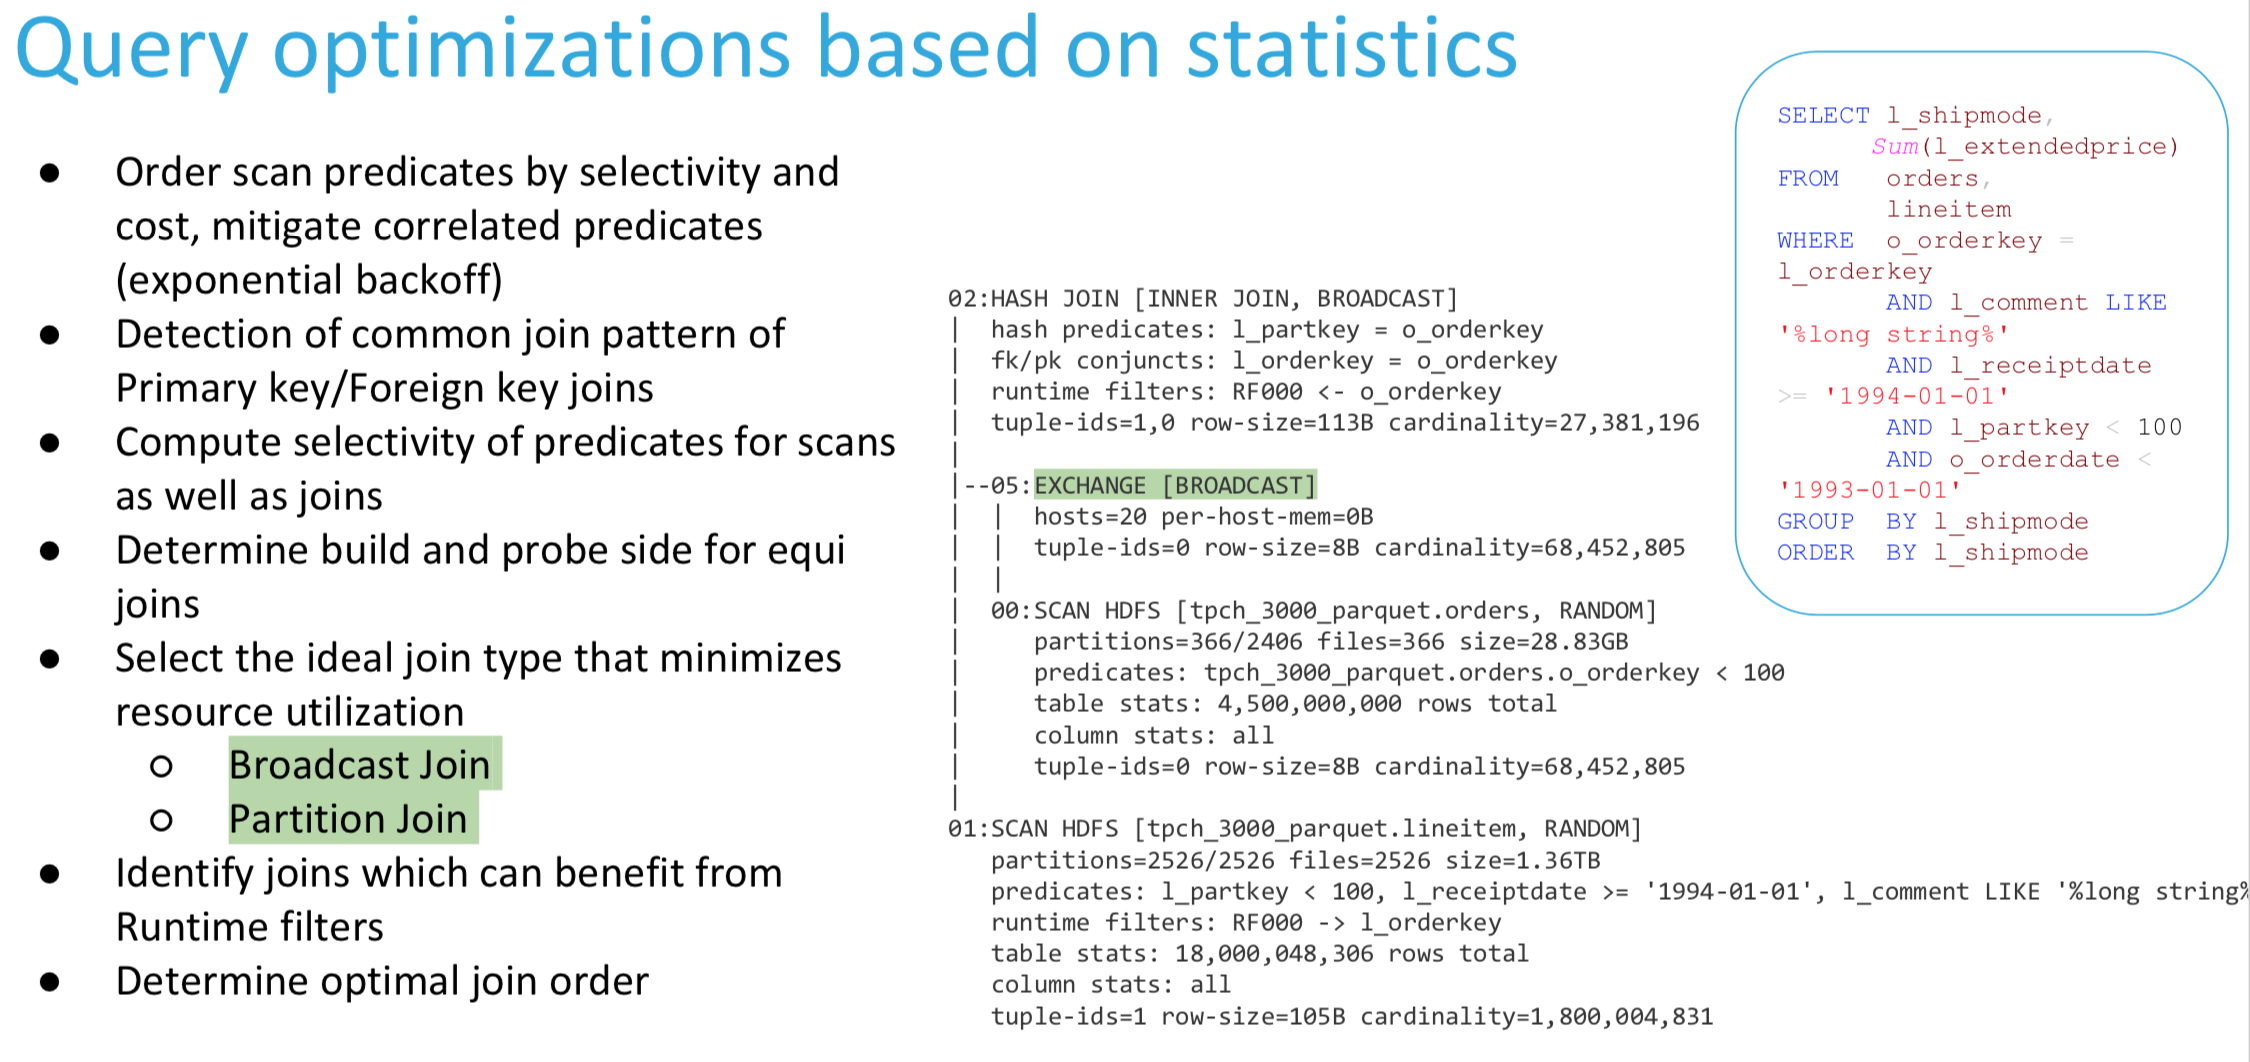 Query optimizations based on statistics
● Order scan predicates by selectivity and
cost, mitigate correlated predicates
(exponential backoff)
● Detection of common join pattern of
Primary key/Foreign key joins
● Compute selectivity of predicates for scans
as well as joins
● Determine build and probe side for equi
joins
● Select the ideal join type that minimizes
resource utilization
○ Broadcast Join
○ Partition Join
● Identify joins which can benefit from
Runtime filters
● Determine optimal join order
02:HASH JOIN [INNER JOIN, BROADCAST]
|  hash predicates: l_partkey = o_orderkey
|  fk/pk conjuncts: l_orderkey = o_orderkey
|  runtime filters: RF000 <- o_orderkey
|  tuple-ids=1,0 row-size=113B cardinality=27,381,196
|
|--05:EXCHANGE [BROADCAST]
|  |  hosts=20 per-host-mem=0B
|  |  tuple-ids=0 row-size=8B cardinality=68,452,805
|  |
|  00:SCAN HDFS [tpch_3000_parquet.orders, RANDOM]
|     partitions=366/2406 files=366 size=28.83GB
|     predicates: tpch_3000_parquet.orders.o_orderkey < 100
|     table stats: 4,500,000,000 rows total
|     column stats: all
|     tuple-ids=0 row-size=8B cardinality=68,452,805
|
01:SCAN HDFS [tpch_3000_parquet.lineitem, RANDOM]
   partitions=2526/2526 files=2526 size=1.36TB
   predicates: l_partkey < 100, l_receiptdate >= '1994-01-01', l_comment LIKE '%long string%
   runtime filters: RF000 -> l_orderkey
   table stats: 18,000,048,306 rows total
   column stats: all
   tuple-ids=1 row-size=105B cardinality=1,800,004,831
SELECT l_shipmode,
       Sum(l_extendedprice)
FROM   orders,
       lineitem
WHERE  o_orderkey =
l_orderkey
       AND l_comment LIKE
'%long string%'
       AND l_receiptdate
>= '1994-01-01'
       AND l_partkey < 100
       AND o_orderdate <
'1993-01-01'
GROUP  BY l_shipmode
ORDER  BY l_shipmode